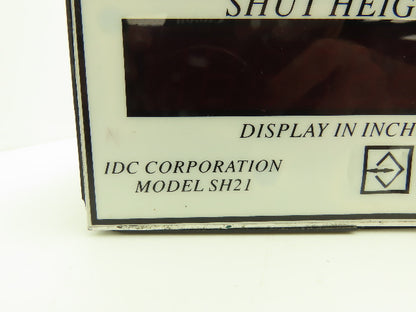 SHUT HEIG
DISPLAY IN INCH
IDC CORPORATION
MODEL SH21